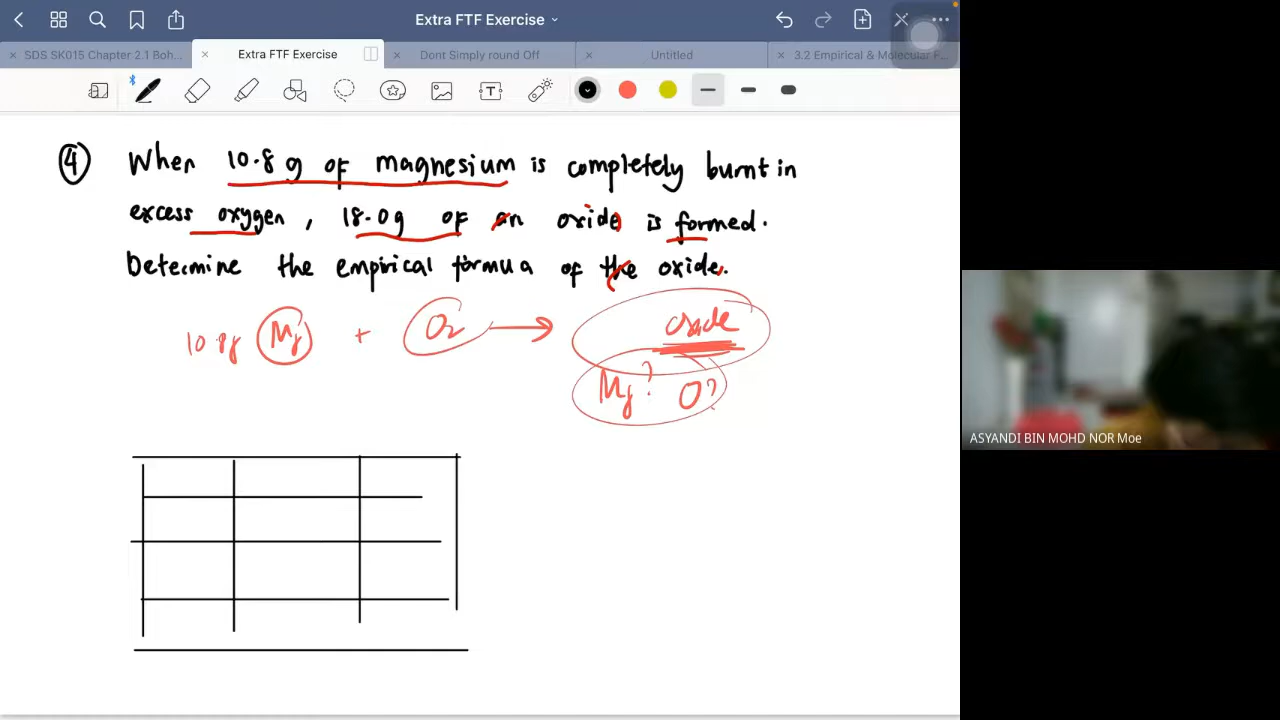 Extra FTF Exercise
SDS SK015 Chapter 2.1 Boh...
Extra FTF Exercise
Dont Simply round Off
Untitled
3.2 Empirical & Molecular F...
T
4 When 10.8 g of magnesium is completely burnt in
excess oxygen, 18.0g of an oxide is formed.
Determine the empirical formua of the oxide.
10.8g Mg + O2 → oxide
Mg? O?
ASYANDI BIN MOHD NOR Moe